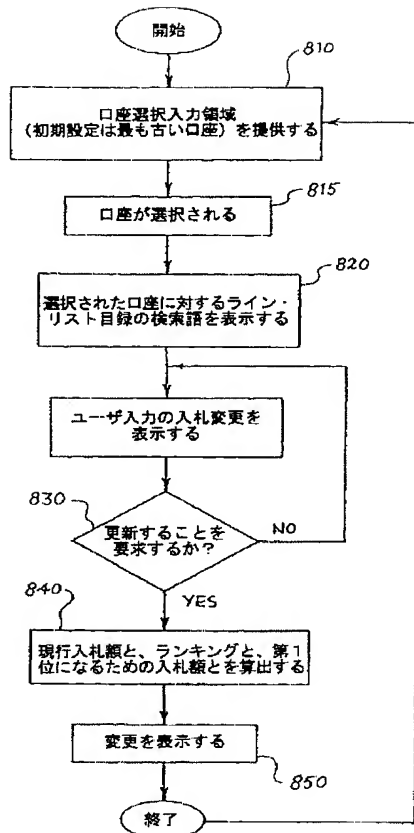 開始
810
口座選択入力領域
（初期設定は最も古い口座）を提供する
815
口座が選択される
820
選択された口座に対するライン・
リスト目録の検索語を表示する
ユーザ入力の入札変更を
表示する
830
更新することを
要求するか？
NO
YES
840
現行入札額と、ランキングと、第１
位になるための入札額とを算出する
変更を表示する
850
終了